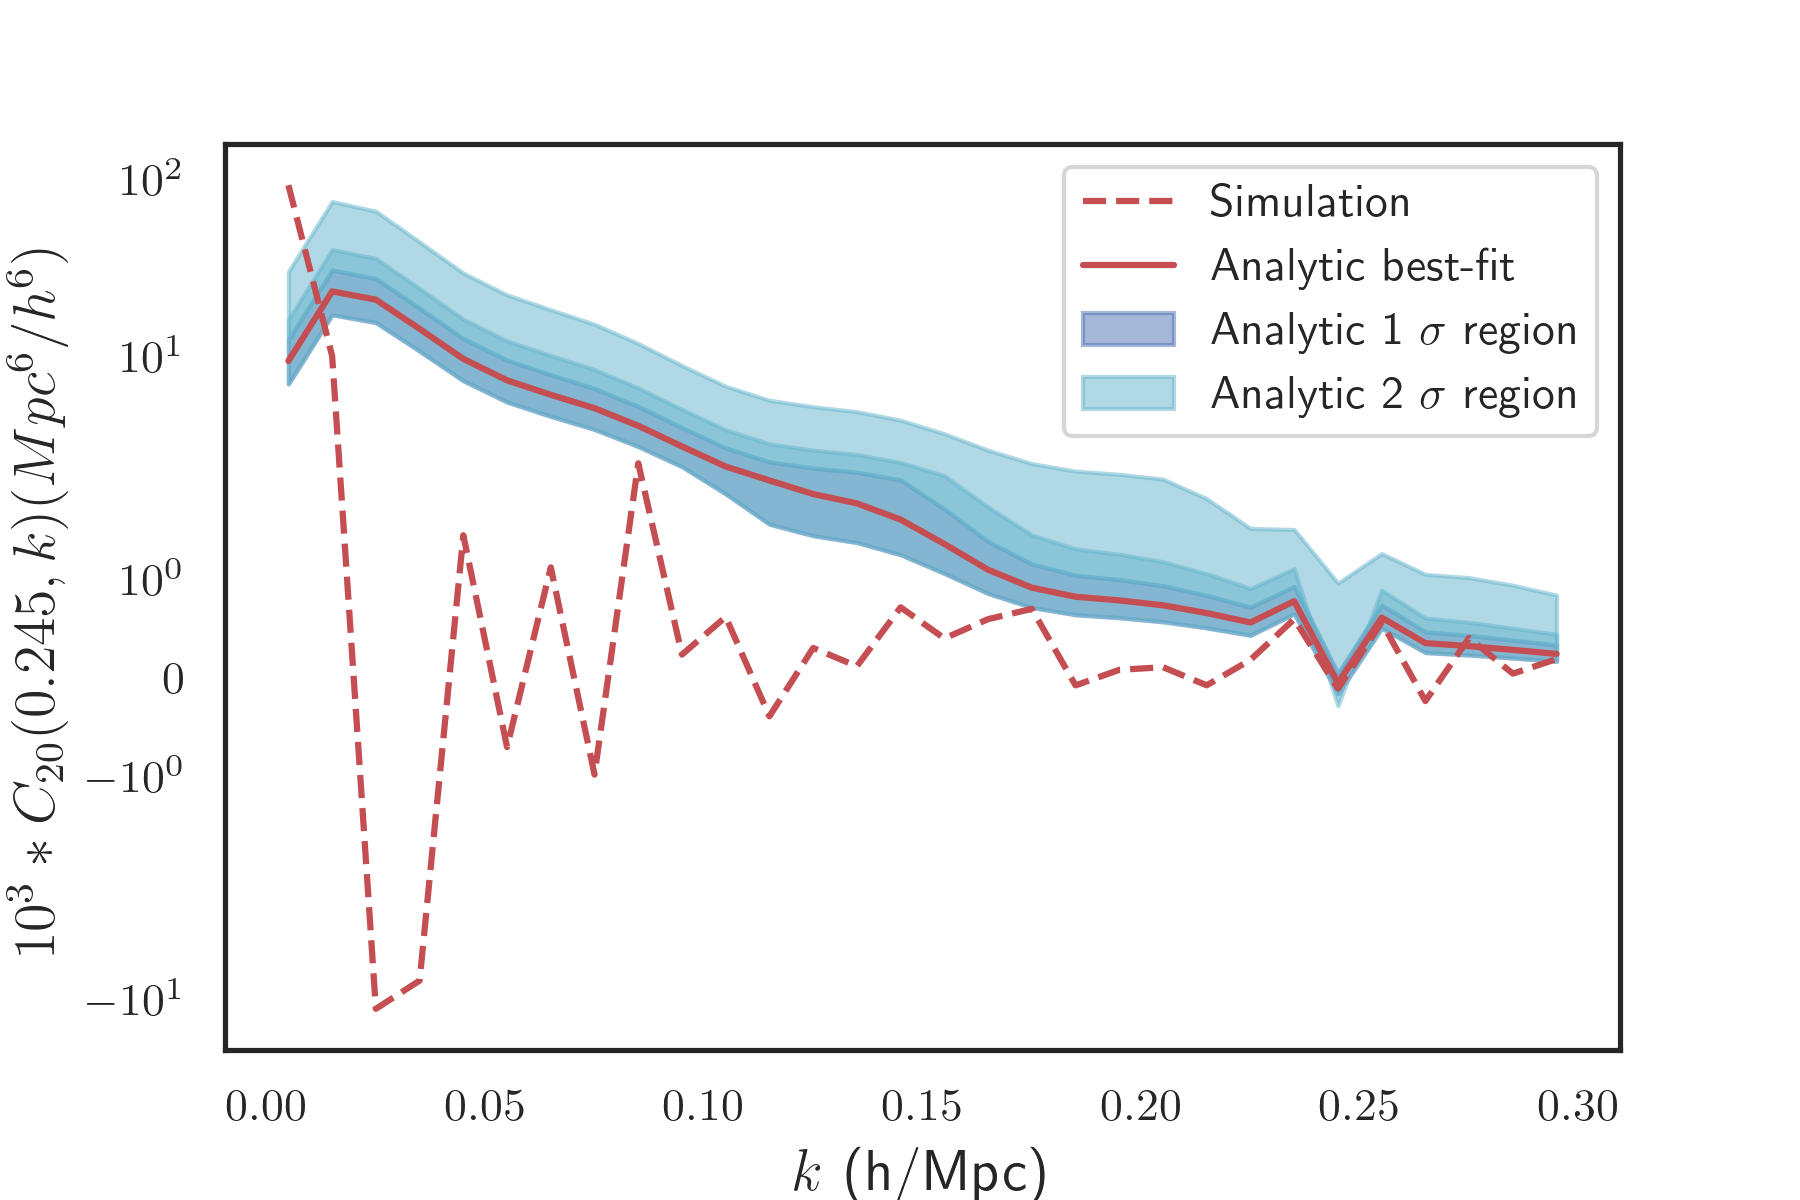 Simulation
Analytic best-fit
Analytic 1 σ region
Analytic 2 σ region
10³ ∗ C₂₀(0.245, k)(Mpc⁶/h⁶)
10²
10¹
10⁰
0
−10⁰
−10¹
0.00 0.05 0.10 0.15 0.20 0.25 0.30
k (h/Mpc)